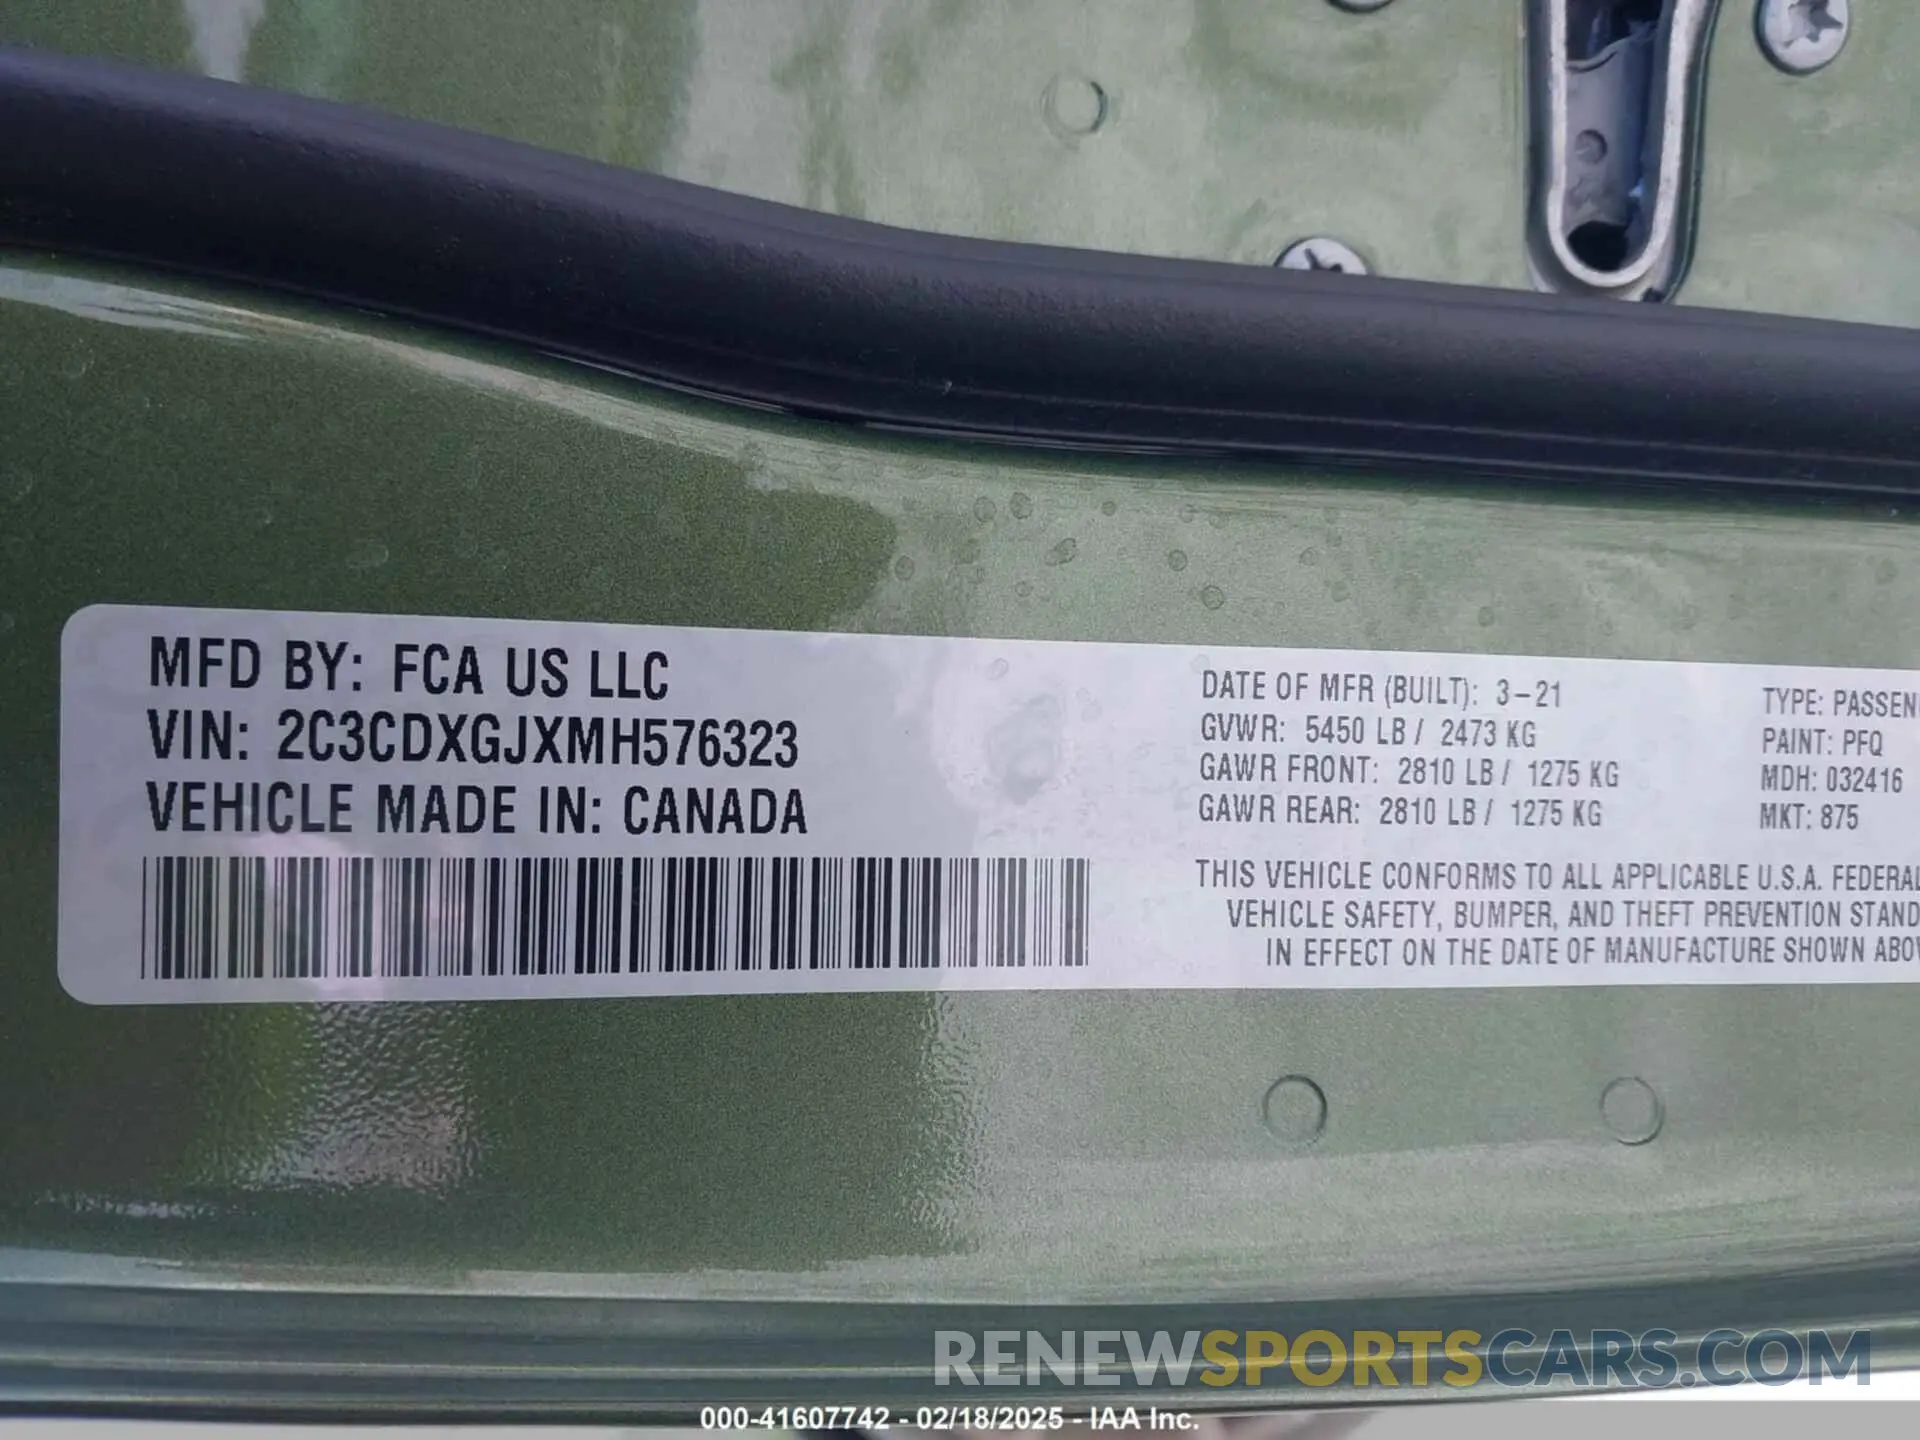 MFD BY: FCA US LLC
VIN: 2C3CDXGJXMH576323
VEHICLE MADE IN: CANADA
DATE OF MFR (BUILT): 3-21
GVWR: 5450 LB / 2473 KG
GAWR FRONT: 2810 LB / 1275 KG
GAWR REAR: 2810 LB / 1275 KG
TYPE: PASSEN
PAINT: PFQ
MDH: 032416
MKT: 875
THIS VEHICLE CONFORMS TO ALL APPLICABLE U.S.A. FEDERAL
VEHICLE SAFETY, BUMPER, AND THEFT PREVENTION STAND
IN EFFECT ON THE DATE OF MANUFACTURE SHOWN ABO
RENEWSPORTSCARS.COM
000-41607742 - 02/18/2025 - IAA Inc.